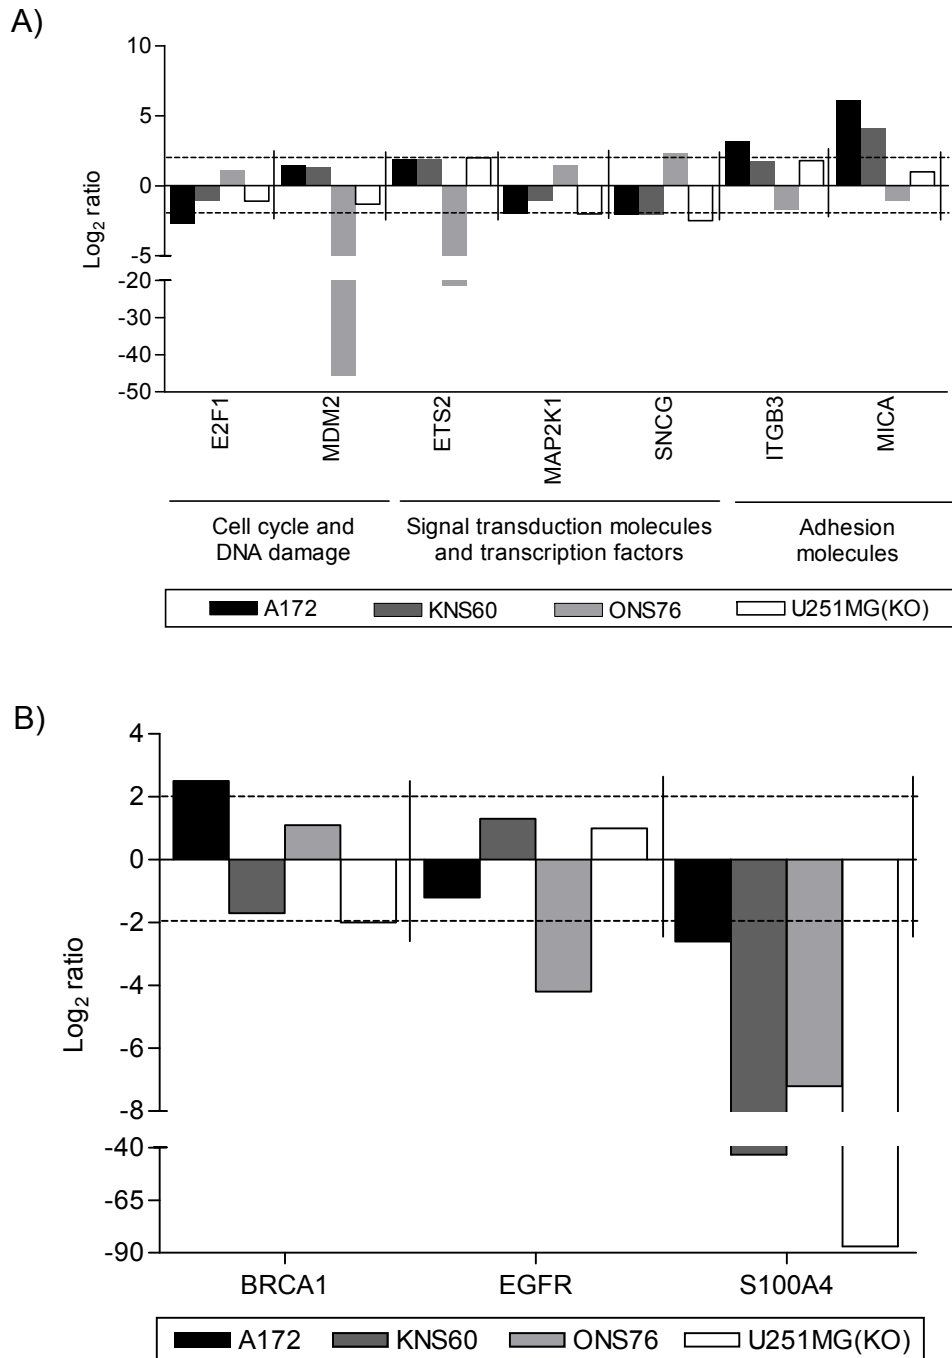 A)
10
5
0
-5
-20
-30
-40
-50
Log2 ratio
E2F1
MDM2
ETS2
MAP2K1
SNCG
ITGB3
MICA
Cell cycle and
DNA damage
Signal transduction molecules
and transcription factors
Adhesion
molecules
A172 KNS60 ONS76 U251MG(KO)
B)
4
2
0
-2
-4
-6
-8
-40
-65
-90
Log2 ratio
BRCA1 EGFR S100A4
A172 KNS60 ONS76 U251MG(KO)